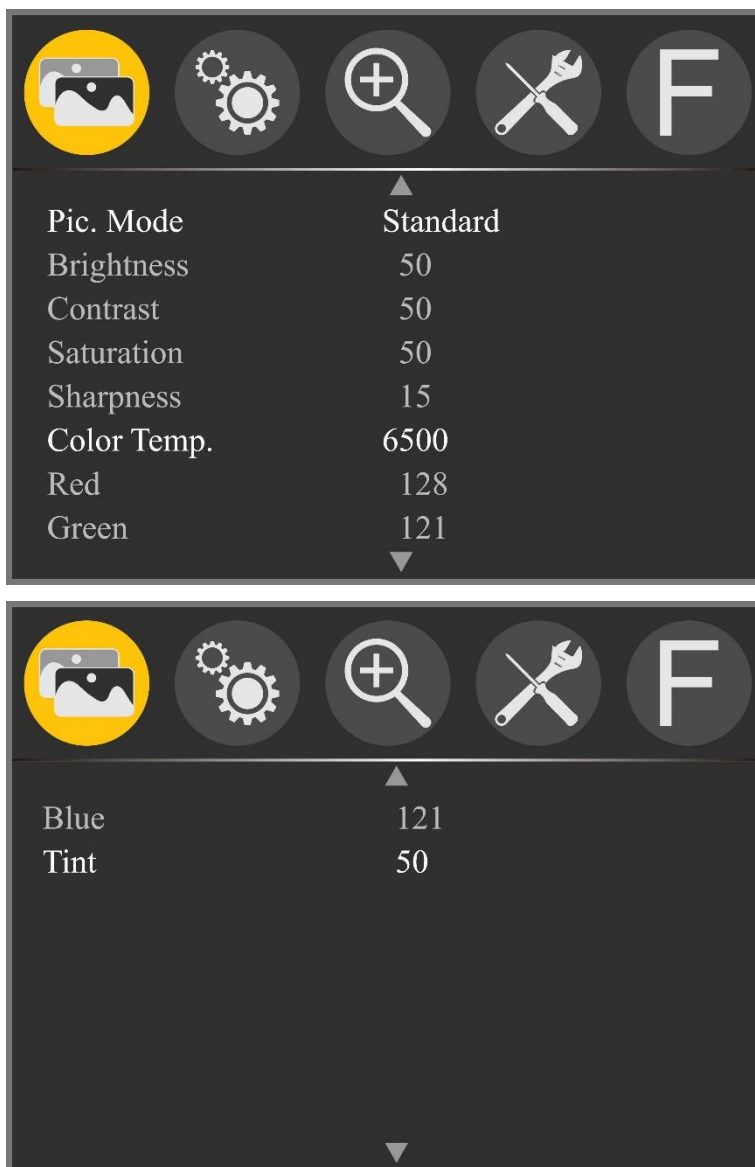 F
Pic. Mode Standard
Brightness 50
Contrast 50
Saturation 50
Sharpness 15
Color Temp. 6500
Red 128
Green 121
F
Blue 121
Tint 50